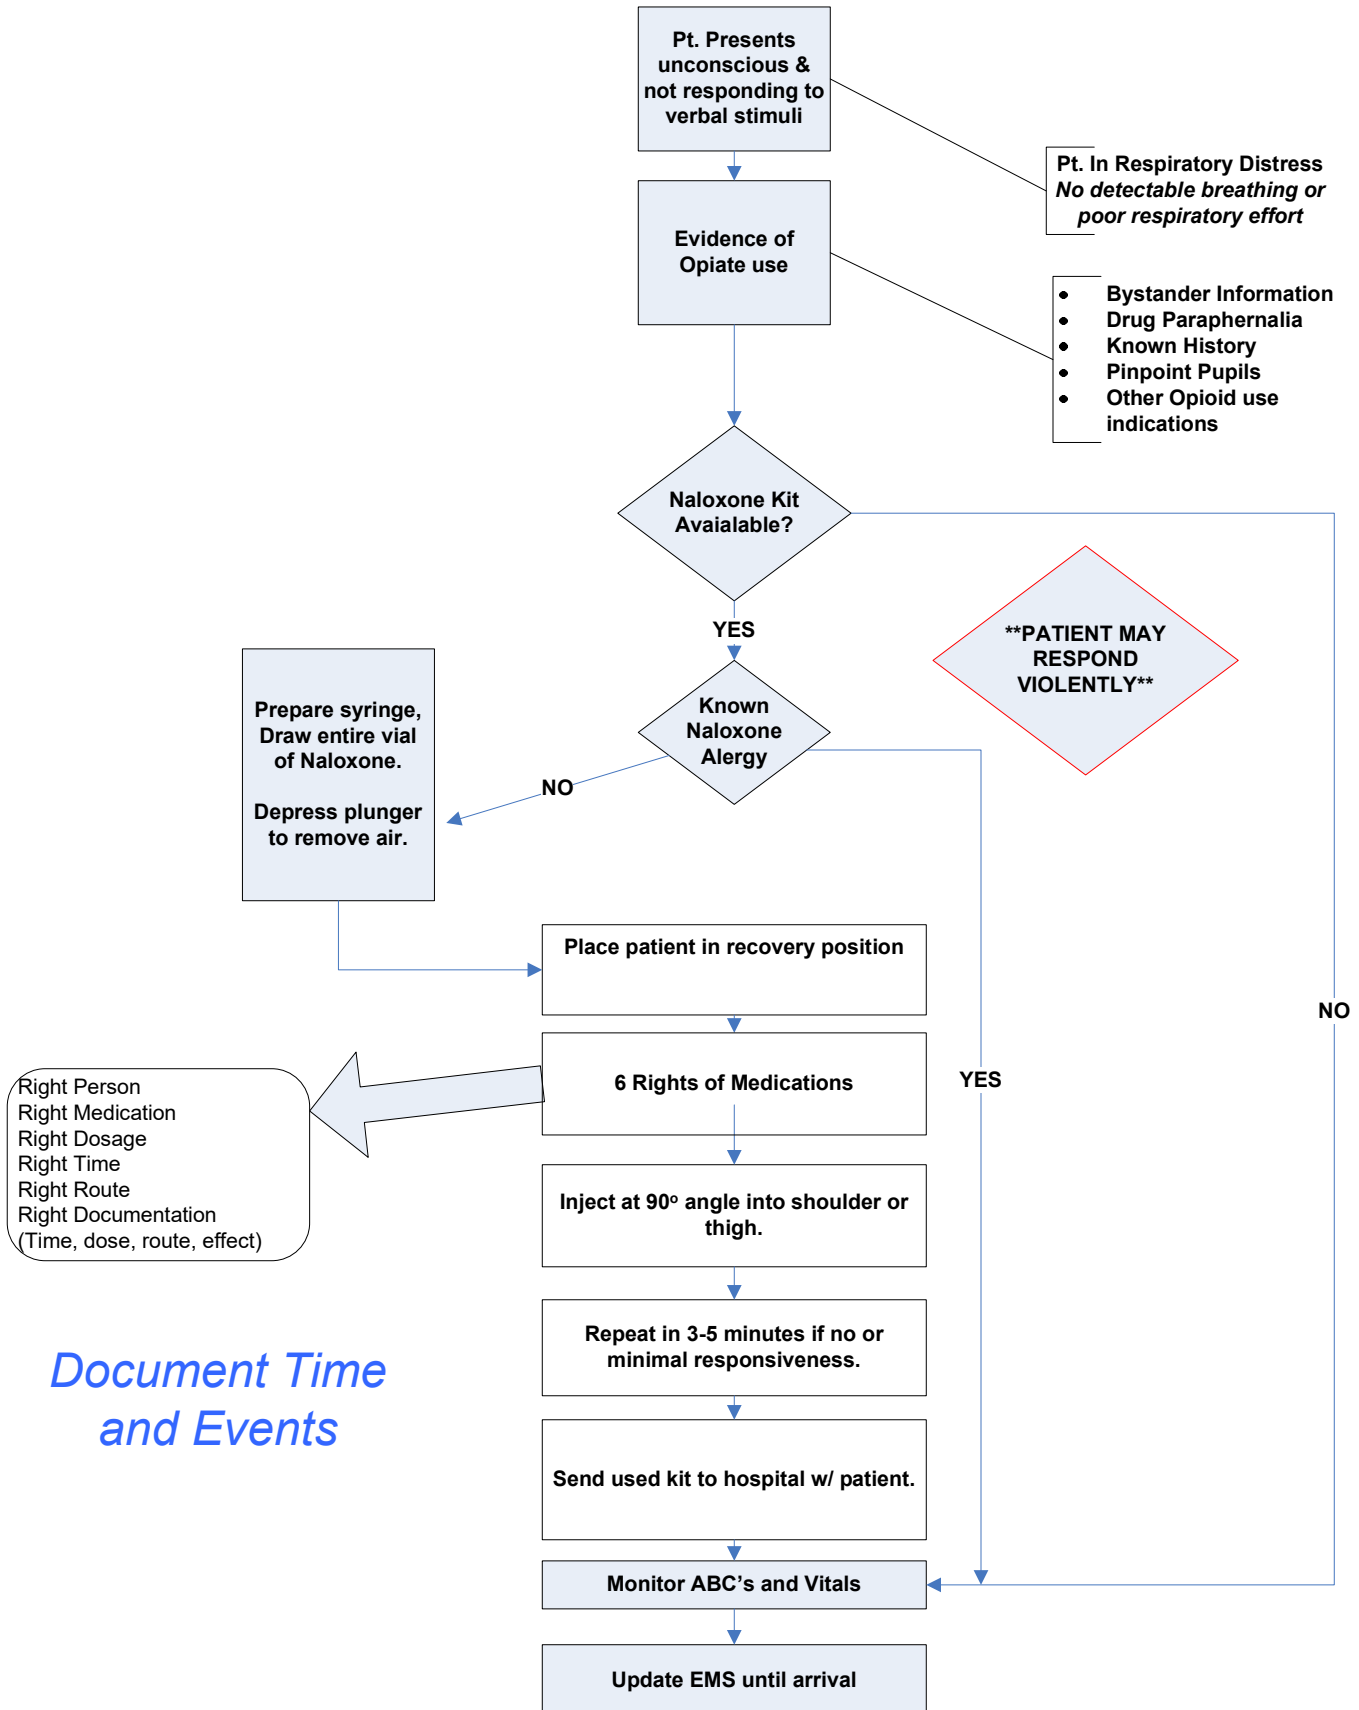 Pt. Presents
unconscious &
not responding to
verbal stimuli
Pt. In Respiratory Distress
No detectable breathing or
poor respiratory effort
Evidence of
Opiate use
• Bystander Information
• Drug Paraphernalia
• Known History
• Pinpoint Pupils
• Other Opioid use
indications
Naloxone Kit
Avaialable?
YES
**PATIENT MAY
RESPOND
VIOLENTLY**
Known
Naloxone
Alergy
NO
Prepare syringe,
Draw entire vial
of Naloxone.
Depress plunger
to remove air.
Place patient in recovery position
NO
6 Rights of Medications
YES
Right Person
Right Medication
Right Dosage
Right Time
Right Route
Right Documentation
(Time, dose, route, effect)
Inject at 90º angle into shoulder or
thigh.
Repeat in 3-5 minutes if no or
minimal responsiveness.
Document Time
and Events
Send used kit to hospital w/ patient.
Monitor ABC’s and Vitals
Update EMS until arrival